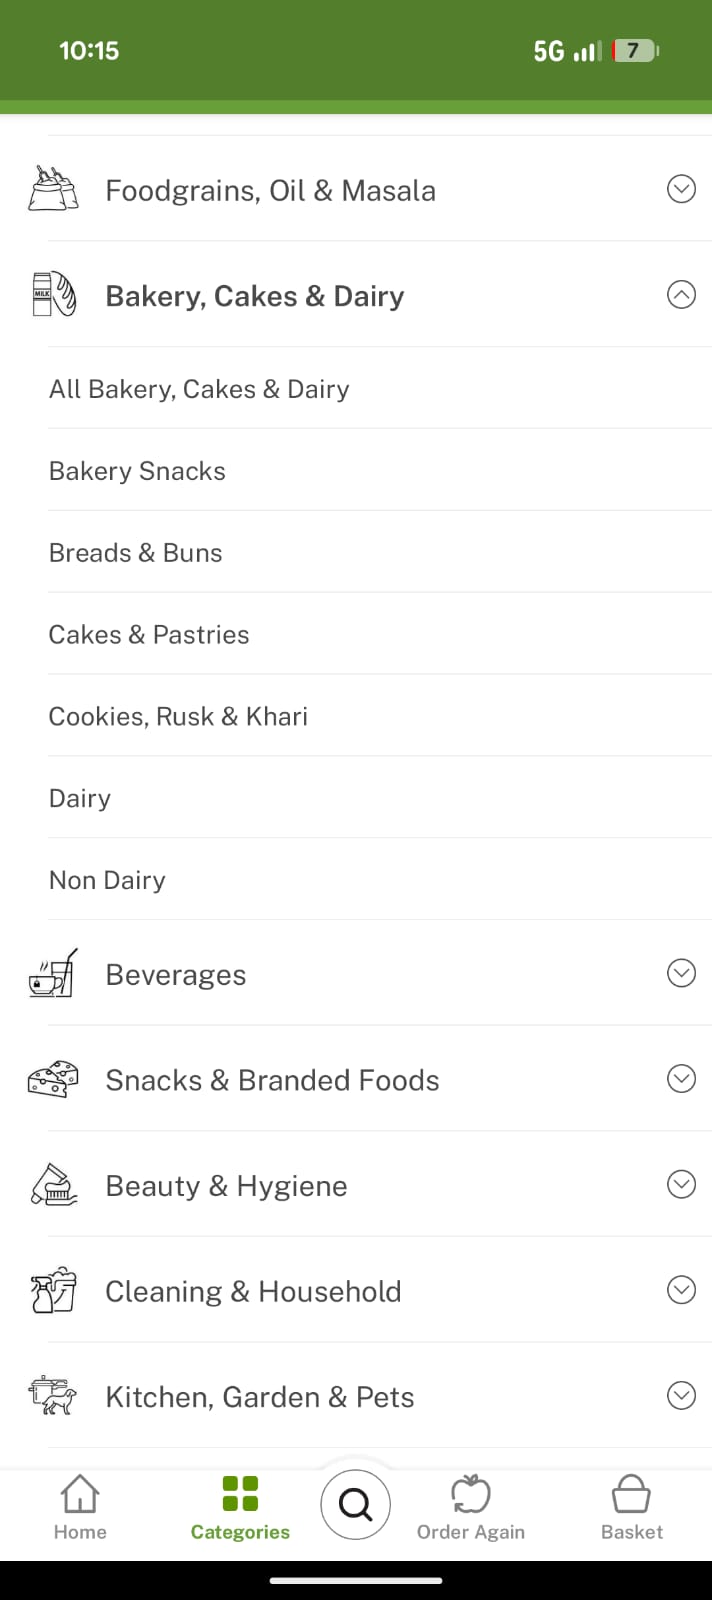 10:15
5G
7
Foodgrains, Oil & Masala
MILK
Bakery, Cakes & Dairy
All Bakery, Cakes & Dairy
Bakery Snacks
Breads & Buns
Cakes & Pastries
Cookies, Rusk & Khari
Dairy
Non Dairy
Beverages
Snacks & Branded Foods
Beauty & Hygiene
Cleaning & Household
Kitchen, Garden & Pets
Home
Categories
Order Again
Basket